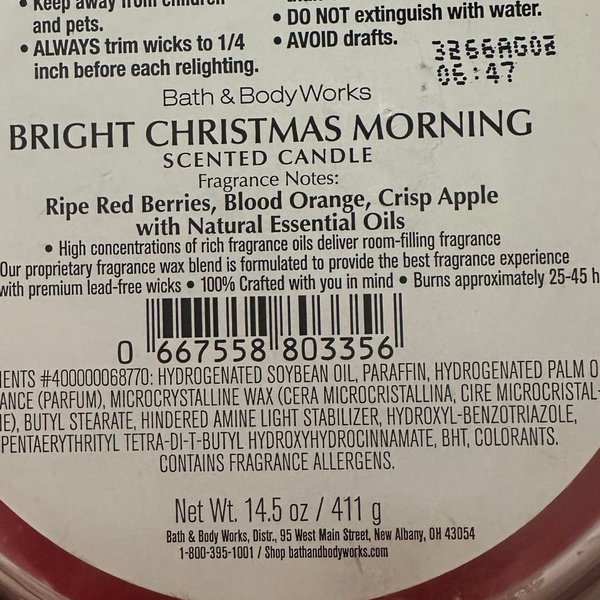 Keep away from children
and pets.
• ALWAYS trim wicks to 1/4
inch before each relighting.
• DO NOT extinguish with water.
• AVOID drafts.
3266AG02
06:47
Bath & Body Works
BRIGHT CHRISTMAS MORNING
SCENTED CANDLE
Fragrance Notes:
Ripe Red Berries, Blood Orange, Crisp Apple
with Natural Essential Oils
• High concentrations of rich fragrance oils deliver room-filling fragrance
Our proprietary fragrance wax blend is formulated to provide the best fragrance experience
with premium lead-free wicks • 100% Crafted with you in mind • Burns approximately 25-45 h
0 667558 803356
IENTS #400000068770: HYDROGENATED SOYBEAN OIL, PARAFFIN, HYDROGENATED PALM O
ANCE (PARFUM), MICROCRYSTALLINE WAX (CERA MICROCRISTALLINA, CIRE MICROCRISTAL-
NE), BUTYL STEARATE, HINDERED AMINE LIGHT STABILIZER, HYDROXYL-BENZOTRIAZOLE,
PENTAERYTHRITYL TETRA-DI-T-BUTYL HYDROXYHYDROCINNAMATE, BHT, COLORANTS.
CONTAINS FRAGRANCE ALLERGENS.
Net Wt. 14.5 oz / 411 g
Bath & Body Works, Distr., 95 West Main Street, New Albany, OH 43054
1-800-395-1001 / Shop bathandbodyworks.com